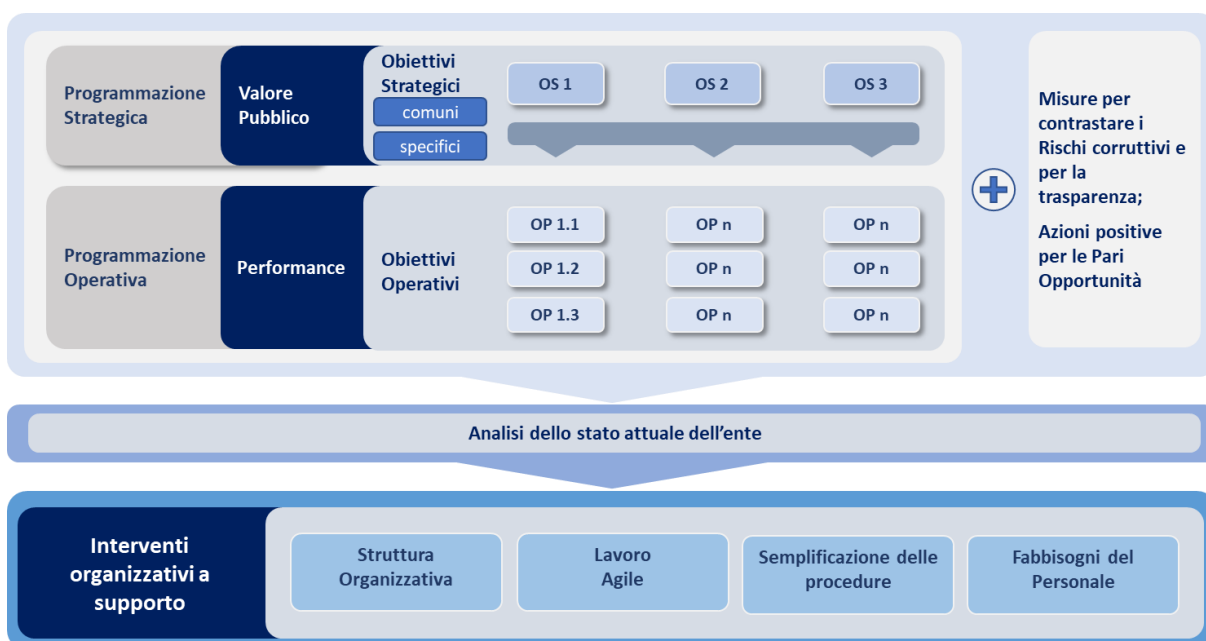 Programmazione
Strategica
Valore
Pubblico
Obiettivi
Strategici
comuni
specifici
OS 1
OS 2
OS 3
Programmazione
Operativa
Performance
Obiettivi
Operativi
OP 1.1
OP n
OP n
OP 1.2
OP n
OP n
OP 1.3
OP n
OP n
Misure per
contrastare i
Rischi corruttivi e
per la
trasparenza;
Azioni positive
per le Pari
Opportunità
Analisi dello stato attuale dell’ente
Interventi
organizzativi a
supporto
Struttura
Organizzativa
Lavoro
Agile
Semplificazione delle
procedure
Fabbisogni del
Personale